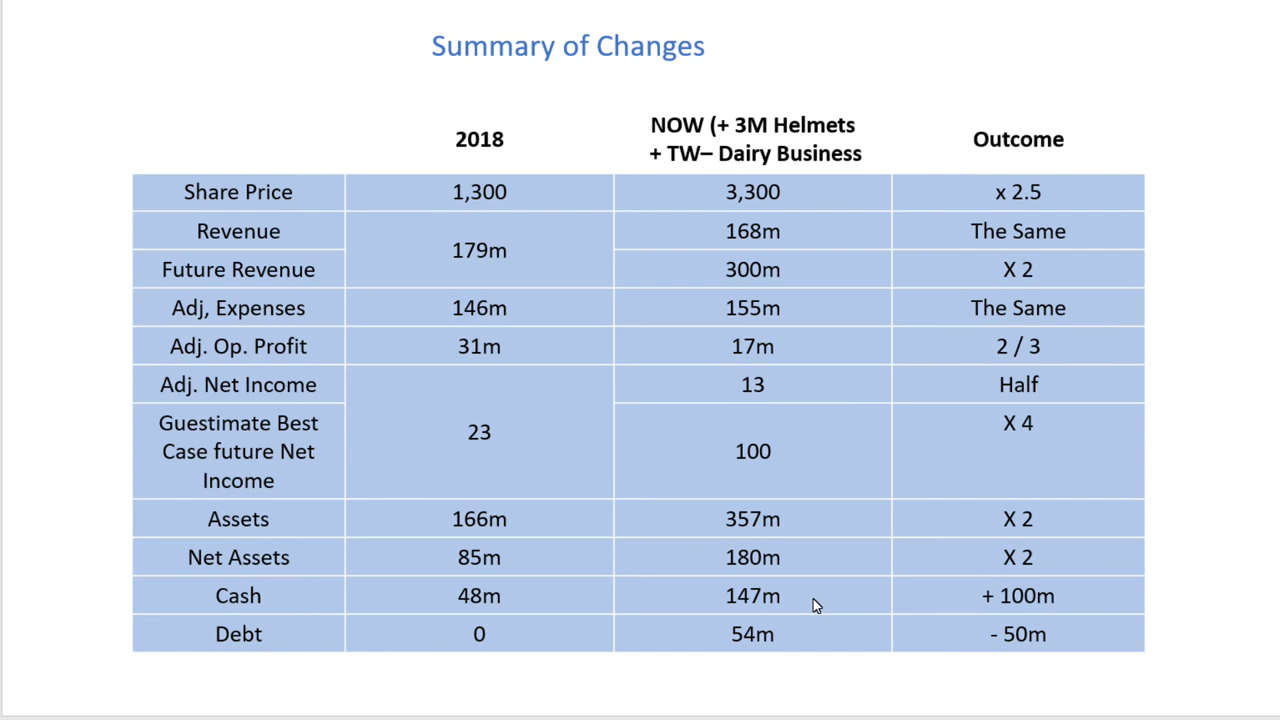 Summary of Changes
2018
NOW (+ 3M Helmets
+ TW– Dairy Business
Outcome
Share Price
1,300
3,300
x 2.5
Revenue
179m
168m
The Same
Future Revenue
300m
X 2
Adj, Expenses
146m
155m
The Same
Adj. Op. Profit
31m
17m
2 / 3
Adj. Net Income
23
13
Half
Guestimate Best
Case future Net
Income
100
X 4
Assets
166m
357m
X 2
Net Assets
85m
180m
X 2
Cash
48m
147m
+ 100m
Debt
0
54m
- 50m